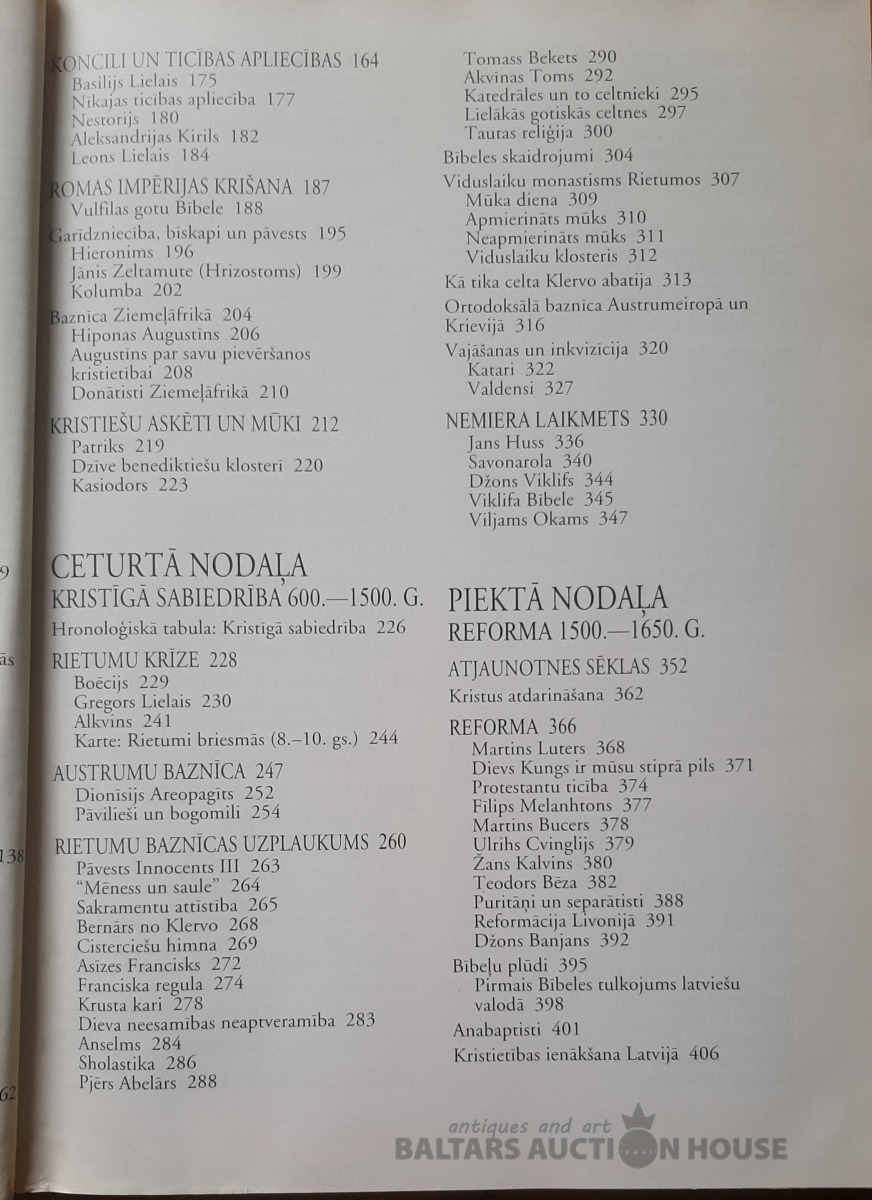 KONCILI UN TICĪBAS APLIECĪBAS 164
Basilijs Lielais 175
Nīkajas ticības apliecība 177
Nestorijs 180
Aleksandrijas Kirils 182
Leons Lielais 184
ROMAS IMPĒRIJAS KRIŠANA 187
Vulfilas gotu Bībele 188
Garīdzniecība, bīskapi un pāvests 195
Hieronims 196
Jānis Zeltamute (Hrizostoms) 199
Kolumba 202
Baznīca Ziemeļāfrikā 204
Hiponas Augustīns 206
Augustīns par savu pievēršanos
kristietībai 208
Donātisti Ziemeļāfrikā 210
KRISTIEŠU ASKĒTI UN MŪKI 212
Patriks 219
Dzīve benediktiešu klosterī 220
Kasiodors 223
9
ās
138
62
CETURTĀ NODAĻA
KRISTĪGĀ SABIEDRĪBA 600.—1500. G.
Hronoloģiskā tabula: Kristīgā sabiedrība 226
RIETUMU KRĪZE 228
Boēcijs 229
Gregors Lielais 230
Alkvins 241
Karte: Rietumi briesmās (8.–10. gs.) 244
AUSTRUMU BAZNĪCA 247
Dionīsijs Areopagīts 252
Pāvilieši un bogomili 254
RIETUMU BAZNĪCAS UZPLAUKUMS 260
Pāvests Innocents III 263
“Mēness un saule” 264
Sakramentu attīstība 265
Bernārs no Klervo 268
Cisterciešu himna 269
Asīzes Francisks 272
Franciska regula 274
Krusta kari 278
Dieva neesamības neaptveramība 283
Anselms 284
Sholastika 286
Pjērs Abelārs 288
Tomass Bekets 290
Akvīnas Toms 292
Katedrāles un to celtnieki 295
Lielākās gotiskās celtnes 297
Tautas reliģija 300
Bībeles skaidrojumi 304
Viduslaiku monastisms Rietumos 307
Mūka diena 309
Apmierināts mūks 310
Neapmierināts mūks 311
Viduslaiku klosteris 312
Kā tika celta Klervo abatija 313
Ortodoksālā baznīca Austrumeiropā un
Krievijā 316
Vajāšanas un inkvizīcija 320
Katari 322
Valdensi 327
NEMIERA LAIKMETS 330
Jans Huss 336
Savonarola 340
Džons Viklifs 344
Viklifa Bībele 345
Viljams Okams 347
PIEKTĀ NODAĻA
REFORMA 1500.—1650. G.
ATJAUNOTNES SĒKLAS 352
Kristus atdarināšana 362
REFORMA 366
Martins Luters 368
Dievs Kungs ir mūsu stiprā pils 371
Protestantu ticība 374
Fīlips Melanhtons 377
Martins Bucers 378
Ulrihs Cvinglijs 379
Žans Kalvins 380
Teodors Bēza 382
Puritāņi un separātisti 388
Reformācija Livonijā 391
Džons Banjans 392
Bībeļu plūdi 395
Pirmais Bībeles tulkojums latviešu
valodā 398
Anabaptisti 401
Kristietības ienākšana Latvijā 406
antiques and art
BALTARS AUCTION HOUSE